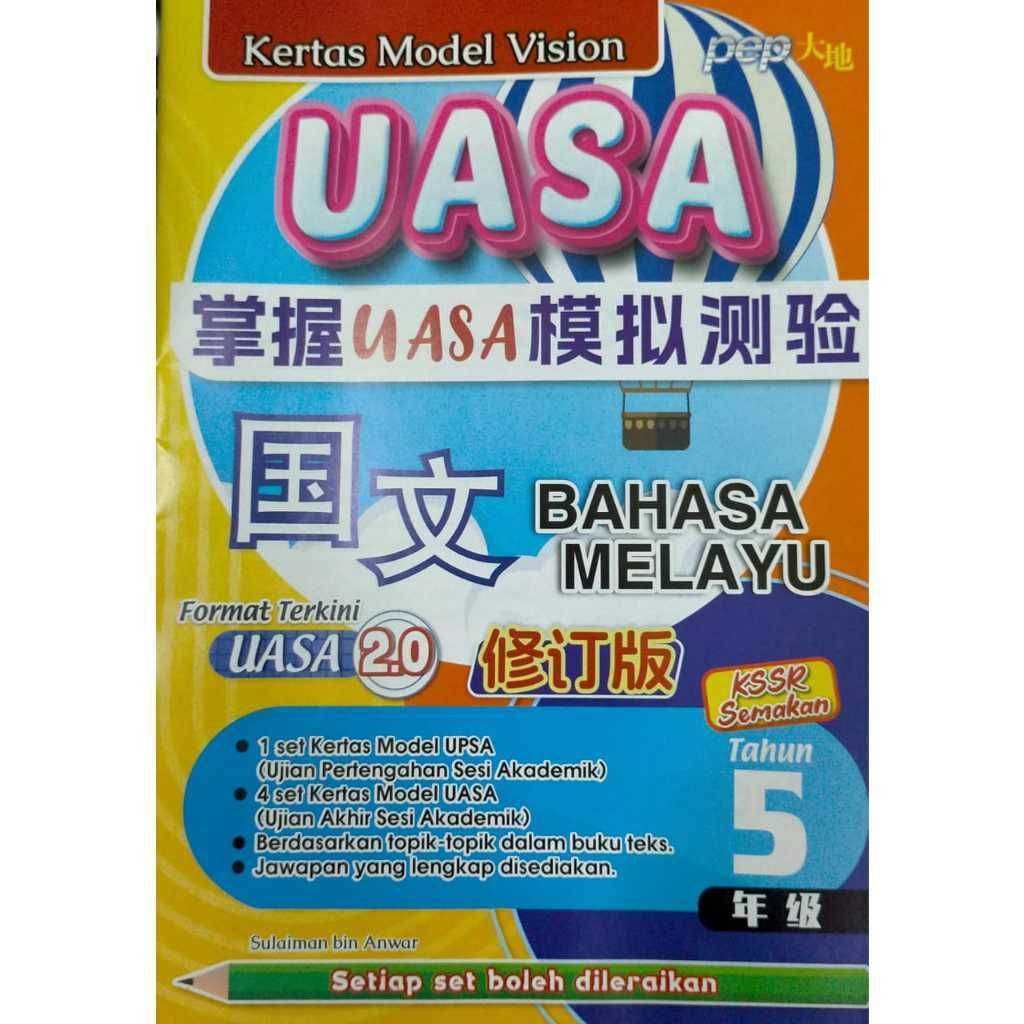 Kertas Model Vision
pep 大地
UASA
掌握UASA模拟测验
国文
BAHASA
MELAYU
Format Terkini
UASA 2.0
修订版
KSSR
Semakan
• 1 set Kertas Model UPSA
(Ujian Pertengahan Sesi Akademik)
• 4 set Kertas Model UASA
(Ujian Akhir Sesi Akademik)
• Berdasarkan topik-topik dalam buku teks.
• Jawapan yang lengkap disediakan.
Tahun
5
年级
Sulaiman bin Anwar
Setiap set boleh dileraikan